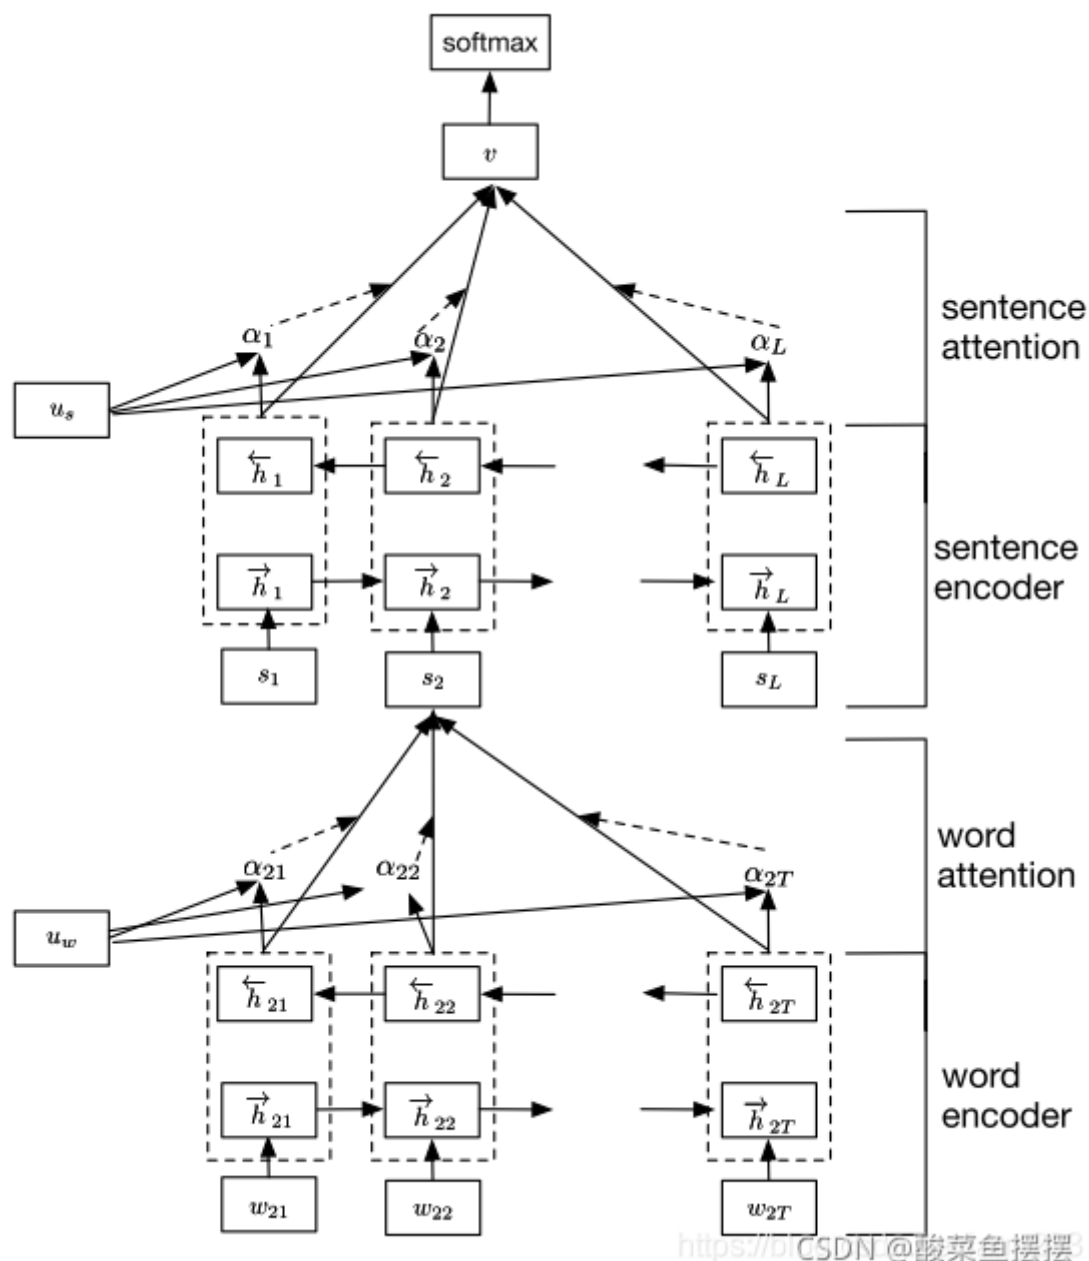 softmax
v
sentence
attention
α1 α2 αL
us
←h1 ←h2 ←hL
sentence
encoder
→h1 →h2 →hL
s1 s2 sL
word
attention
α21 α22 α2T
uw
←h21 ←h22 ←h2T
word
encoder
→h21 →h22 →h2T
w21 w22 w2T
CSDN @酸菜鱼摆摆